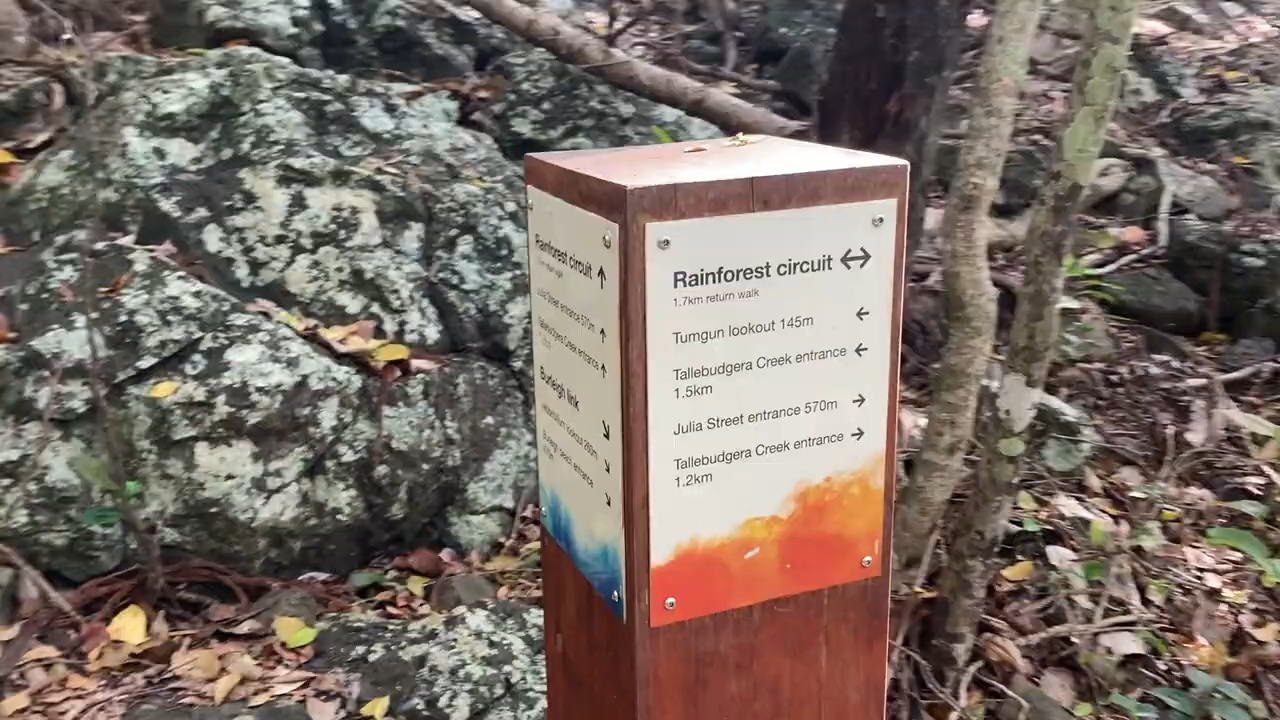 Rainforest circuit ↑
Julia Street entrance 570m ↑
Tallebudgera Creek entrance ↑
Burleigh link
↘
lookout 260m ↘
Burleigh beach entrance ↘
Rainforest circuit ↔
1.7km return walk
Tumgun lookout 145m ←
Tallebudgera Creek entrance ←
1.5km
Julia Street entrance 570m →
Tallebudgera Creek entrance →
1.2km